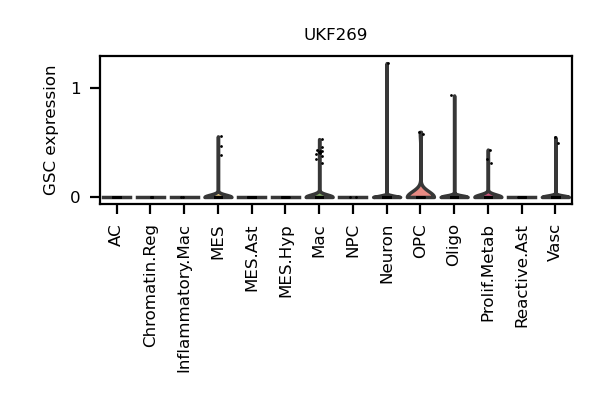 UKF269
GSC expression
1
0
AC
Chromatin.Reg
Inflammatory.Mac
MES
MES.Ast
MES.Hyp
Mac
NPC
Neuron
OPC
Oligo
Prolif.Metab
Reactive.Ast
Vasc